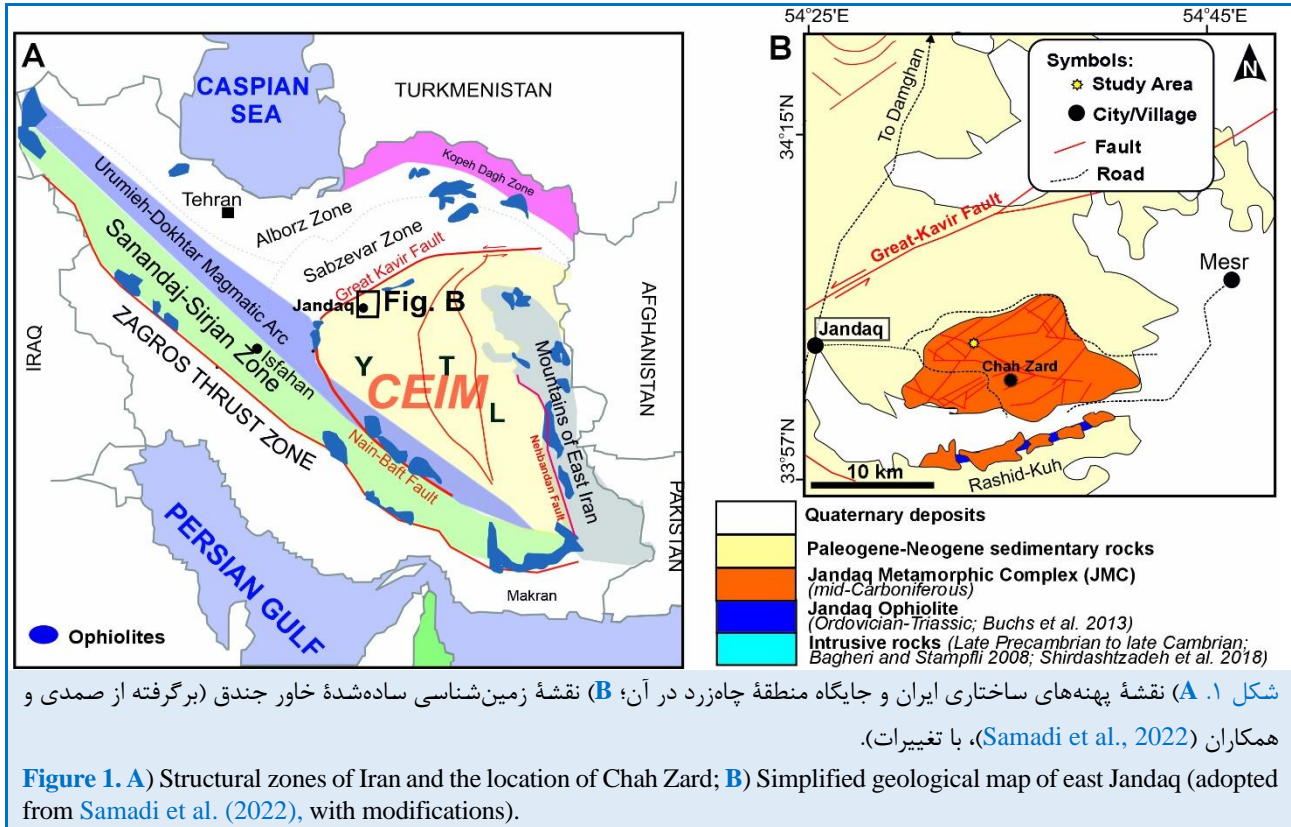 A
CASPIAN
SEA
TURKMENISTAN
Kopeh Dagh Zone
Urumieh-Dokhtar Magmatic Arc
Tehran
Alborz Zone
Sabzevar Zone
Great Kavir Fault
Sanandaj-Sirjan Zone
Jandaq
Fig. B
AFGHANISTAN
IRAQ
ZAGROS THRUST ZONE
Isfahan
Y
T
CEIM
L
Mountains of East Iran
Nain-Baft Fault
Nehbandan Fault
PAKISTAN
PERSIAN GULF
Makran
Ophiolites
54°25'E
54°45'E
B
To Damghan
Symbols:
Study Area
City/Village
Fault
Road
N
34°15'N
Great-Kavir Fault
Mesr
Jandaq
Chah Zard
33°57'N
10 km
Rashid-Kuh
Quaternary deposits
Paleogene-Neogene sedimentary rocks
Jandaq Metamorphic Complex (JMC)
(mid-Carboniferous)
Jandaq Ophiolite
(Ordovician-Triassic; Buchs et al. 2013)
Intrusive rocks (Late Precambrian to late Cambrian;
Bagheri and Stampfli 2008; Shirdashtzadeh et al. 2018)
شکل ۱. A) نقشۀ پهنه‌های ساختاری ایران و جایگاه منطقۀ چاه‌زرد در آن؛ B) نقشۀ زمین‌شناسی ساده‌شدۀ خاور جندق (برگرفته از صمدی و
همکاران (Samadi et al., 2022)، با تغییرات).
Figure 1. A) Structural zones of Iran and the location of Chah Zard; B) Simplified geological map of east Jandaq (adopted
from Samadi et al. (2022), with modifications).